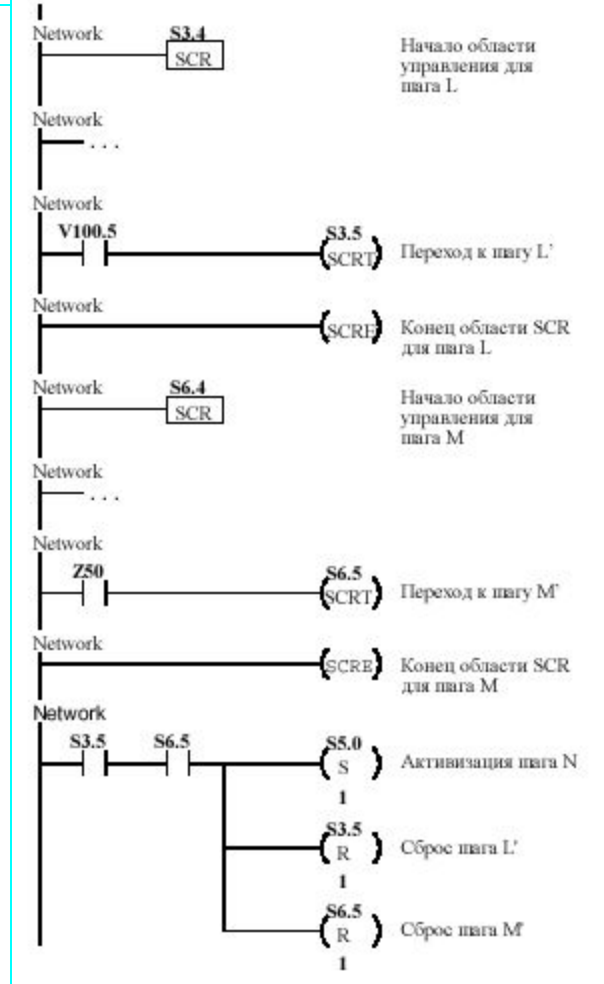 Network
S3.4
SCR
Начало области
управления для
шага L
Network
...
Network
V100.5
S3.5
SCRT
Переход к шагу L'
Network
SCRE
Конец области SCR
для шага L
Network
S6.4
SCR
Начало области
управления для
шага M
Network
...
Network
Z50
S6.5
SCRT
Переход к шагу M'
Network
SCRE
Конец области SCR
для шага M
Network
S3.5
S6.5
S5.0
S
1
Активизация шага N
S3.5
R
1
Сброс шага L'
S6.5
R
1
Сброс шага M'